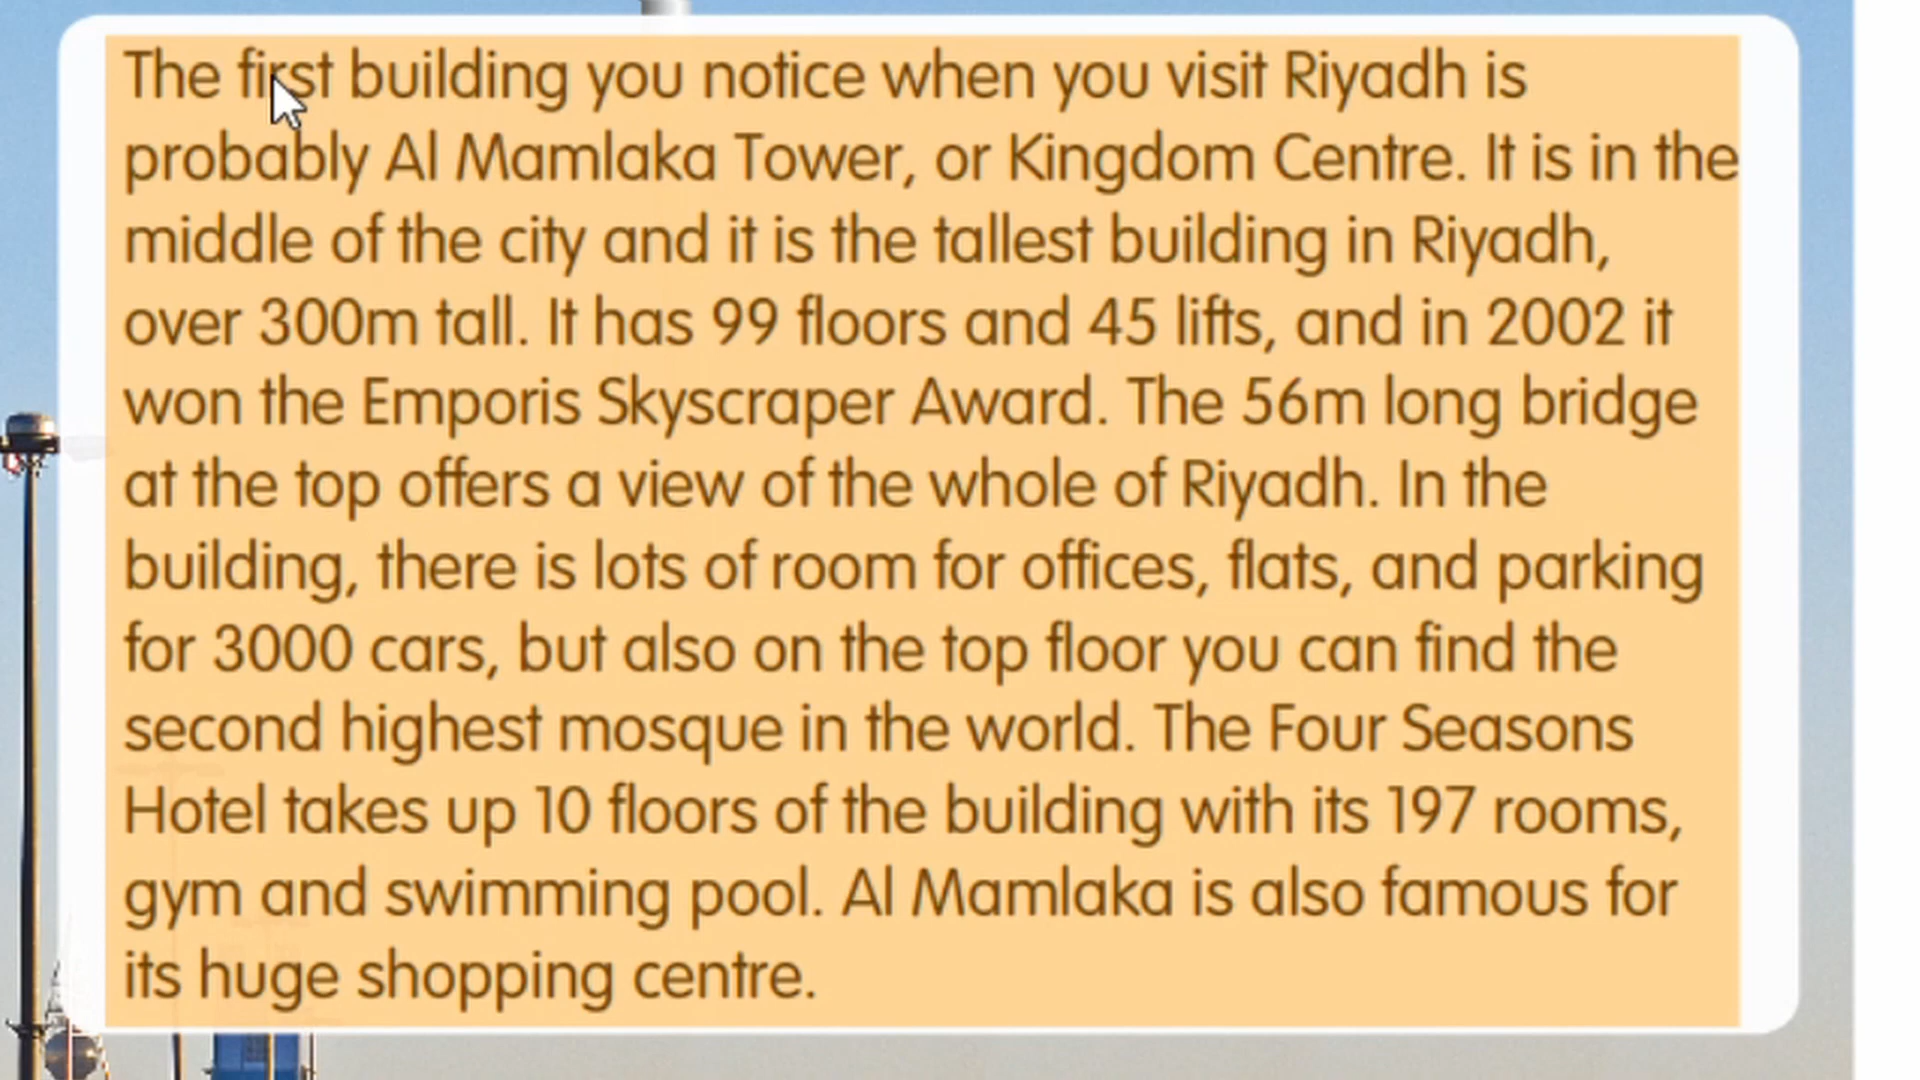 The first building you notice when you visit Riyadh is
probably Al Mamlaka Tower, or Kingdom Centre. It is in the
middle of the city and it is the tallest building in Riyadh,
over 300m tall. It has 99 floors and 45 lifts, and in 2002 it
won the Emporis Skyscraper Award. The 56m long bridge
at the top offers a view of the whole of Riyadh. In the
building, there is lots of room for offices, flats, and parking
for 3000 cars, but also on the top floor you can find the
second highest mosque in the world. The Four Seasons
Hotel takes up 10 floors of the building with its 197 rooms,
gym and swimming pool. Al Mamlaka is also famous for
its huge shopping centre.